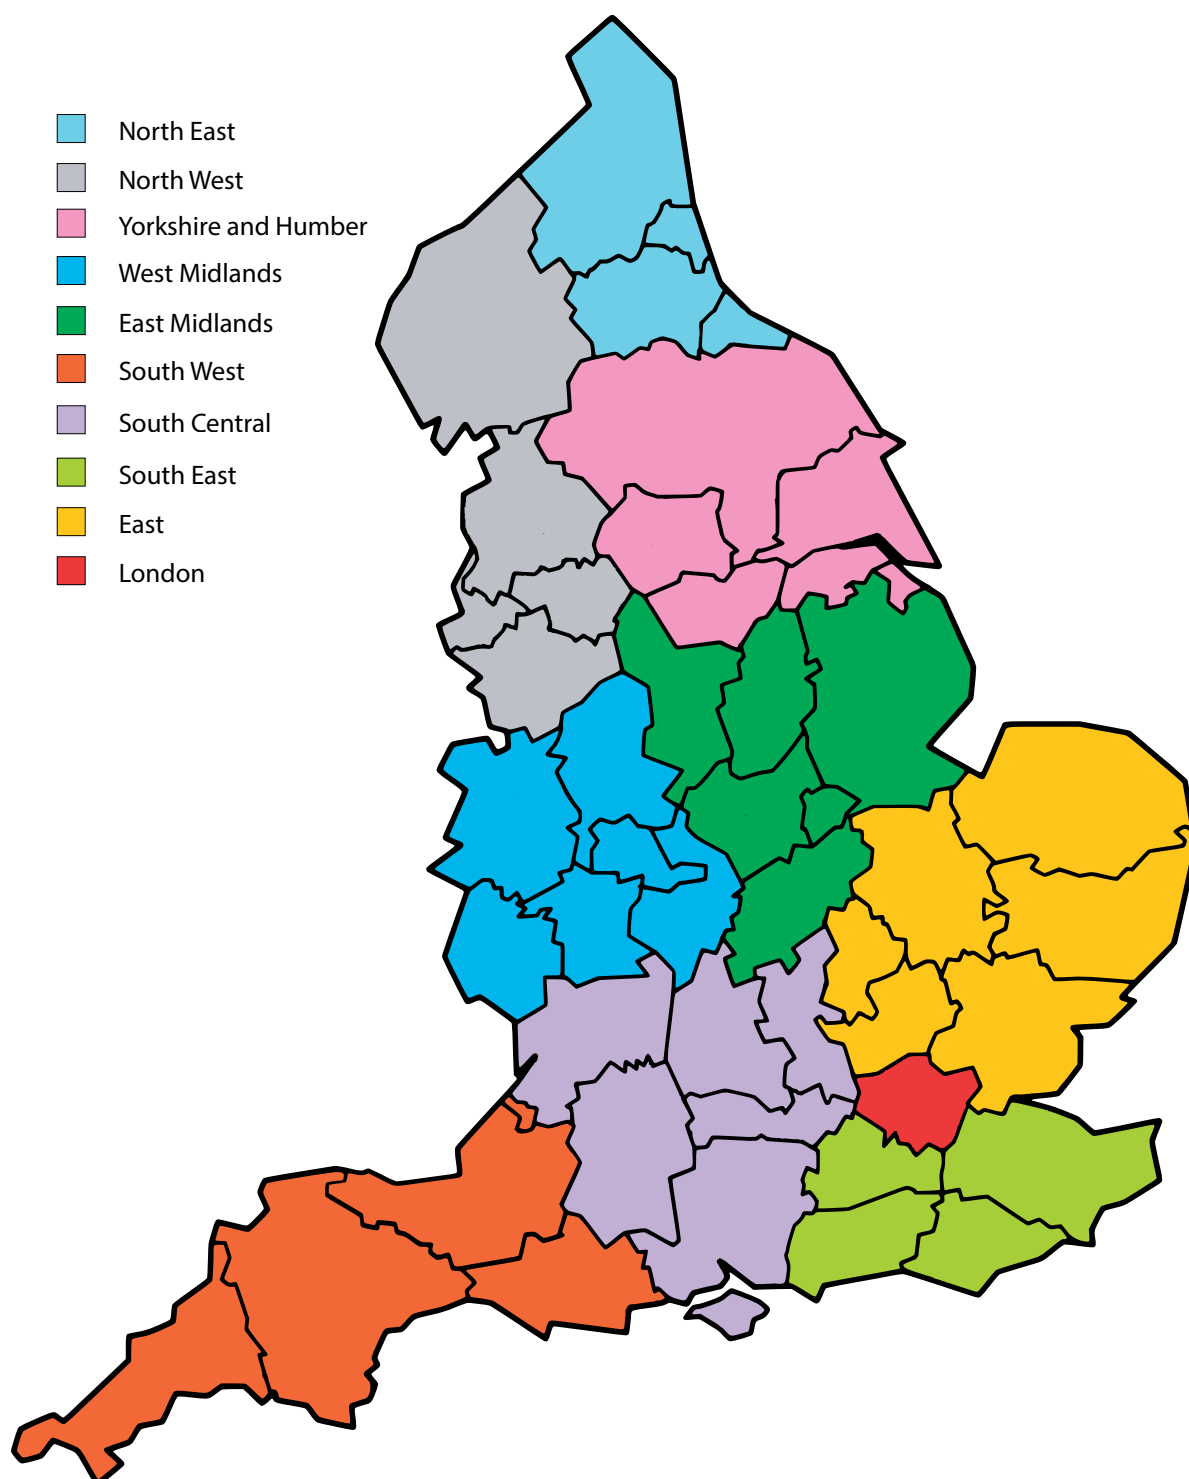 North East
North West
Yorkshire and Humber
West Midlands
East Midlands
South West
South Central
South East
East
London